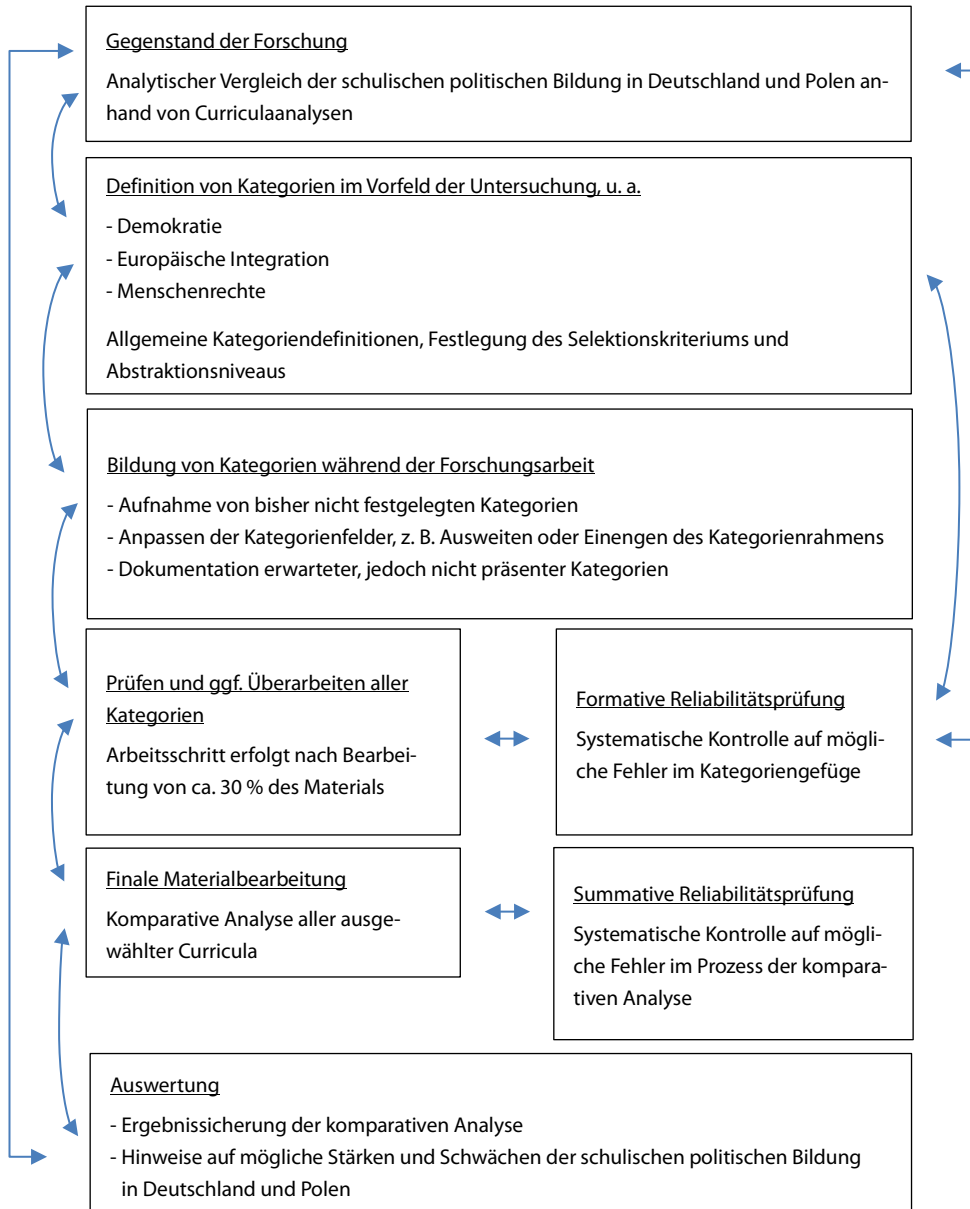 Gegenstand der Forschung
Analytischer Vergleich der schulischen politischen Bildung in Deutschland und Polen an-
hand von Curriculaanalysen
Definition von Kategorien im Vorfeld der Untersuchung, u. a.
- Demokratie
- Europäische Integration
- Menschenrechte
Allgemeine Kategoriendefinitionen, Festlegung des Selektionskriteriums und
Abstraktionsniveaus
Bildung von Kategorien während der Forschungsarbeit
- Aufnahme von bisher nicht festgelegten Kategorien
- Anpassen der Kategorienfelder, z. B. Ausweiten oder Einengen des Kategorienrahmens
- Dokumentation erwarteter, jedoch nicht präsenter Kategorien
Prüfen und ggf. Überarbeiten aller
Kategorien
Arbeitsschritt erfolgt nach Bearbei-
tung von ca. 30 % des Materials
Formative Reliabilitätsprüfung
Systematische Kontrolle auf mögli-
che Fehler im Kategoriengefüge
Finale Materialbearbeitung
Komparative Analyse aller ausge-
wählter Curricula
Summative Reliabilitätsprüfung
Systematische Kontrolle auf mögli-
che Fehler im Prozess der kompara-
tiven Analyse
Auswertung
- Ergebnissicherung der komparativen Analyse
- Hinweise auf mögliche Stärken und Schwächen der schulischen politischen Bildung
in Deutschland und Polen